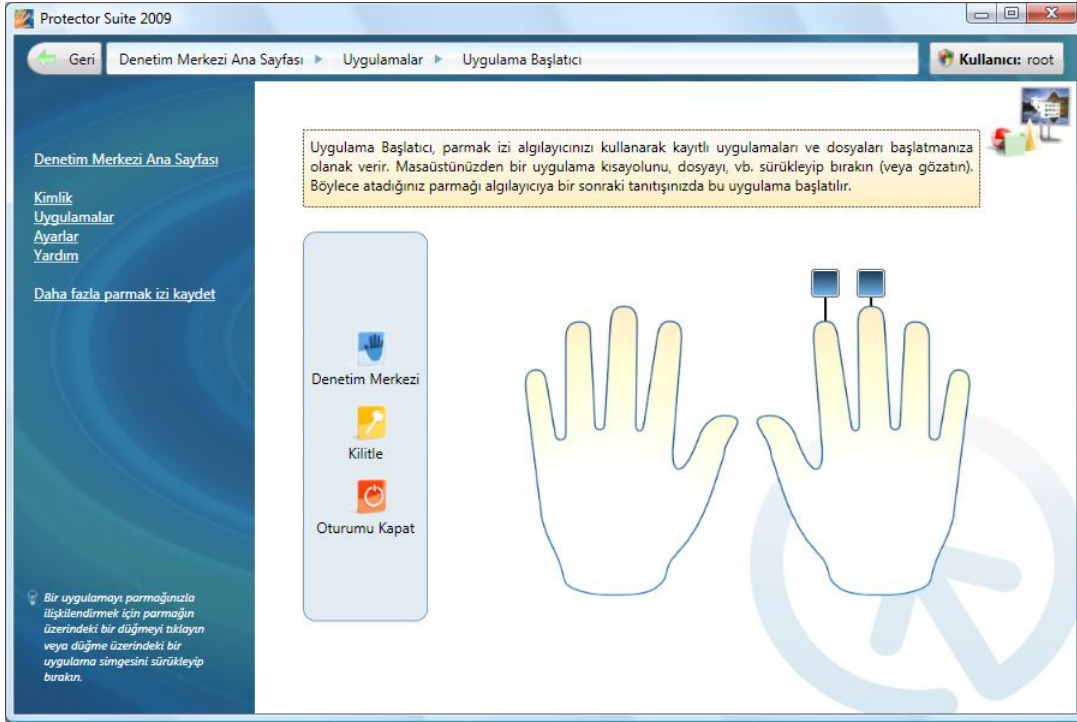 Protector Suite 2009
Geri
Denetim Merkezi Ana Sayfası
Uygulamalar
Uygulama Başlatıcı
Kullanıcı: root
Uygulama Başlatıcı, parmak izi algılayıcınızı kullanarak kayıtlı uygulamaları ve dosyaları başlatmanıza
olanak verir. Masaüstünüzden bir uygulama kısayolunu, dosyayı, vb. sürükleyip bırakın (veya gözatın).
Böylece atadığınız parmağı algılayıcıya bir sonraki tanıtışınızda bu uygulama başlatılır.
Denetim Merkezi Ana Sayfası
Kimlik
Uygulamalar
Ayarlar
Yardım
Daha fazla parmak izi kaydet
Denetim Merkezi
Kilitle
Oturumu Kapat
Bir uygulamayı parmağınızla
ilişkilendirmek için parmağın
üzerindeki bir düğmeyi tıklayın
veya düğme üzerindeki bir
uygulama simgesini sürükleyip
bırakın.